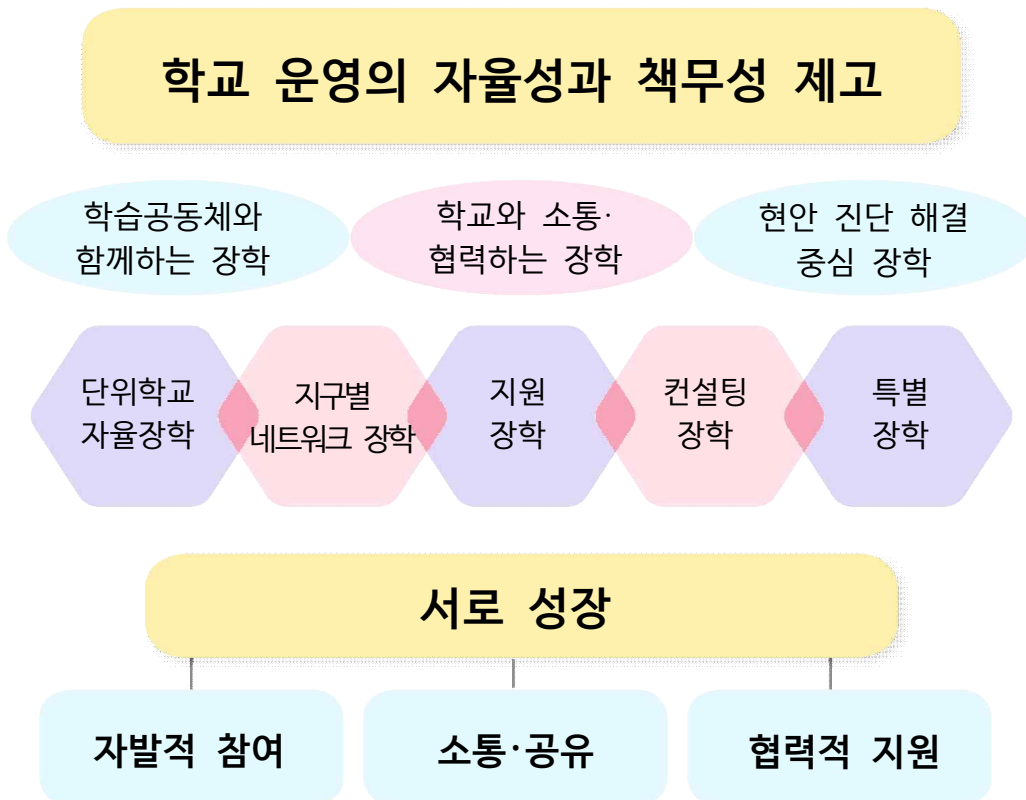 학교 운영의 자율성과 책무성 제고
학습공동체와
함께하는 장학
학교와 소통·
협력하는 장학
현안 진단 해결
중심 장학
단위학교
자율장학
지구별
네트워크 장학
지원
장학
컨설팅
장학
특별
장학
서로 성장
자발적 참여
소통·공유
협력적 지원